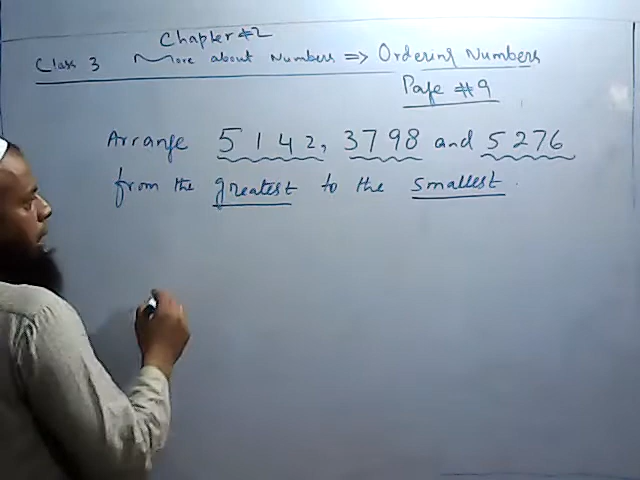 Chapter #2
Class 3 More about Numbers => Ordering Numbers
Page #9
Arrange 5142, 3798 and 5276
from the greatest to the smallest.